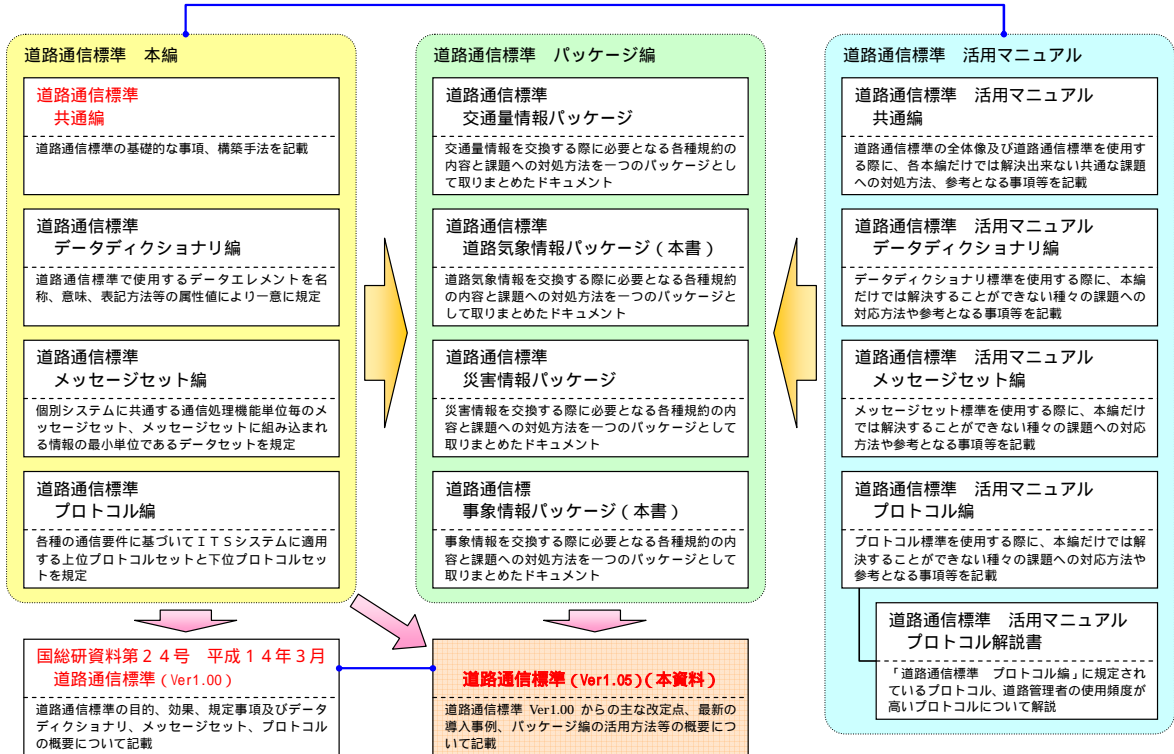 道路通信標準 本編
道路通信標準
共通編
道路通信標準の基礎的な事項、構築手法を記載
道路通信標準
データディクショナリ編
道路通信標準で使用するデータエレメントを名
称、意味、表記方法等の属性値により一意に規定
道路通信標準
メッセージセット編
個別システムに共通する通信処理機能単位毎のメ
ッセージセット、メッセージセットに組み込まれ
る情報の最小単位であるデータセットを規定
道路通信標準
プロトコル編
各種の通信要件に基づいてＩＴＳシステムに適用
する上位プロトコルセットと下位プロトコルセッ
トを規定
道路通信標準 パッケージ編
道路通信標準
交通量情報パッケージ
交通量情報を交換する際に必要となる各種規約の
内容と課題への対処方法を一つのパッケージとし
て取りまとめたドキュメント
道路通信標準
道路気象情報パッケージ（本書）
道路気象情報を交換する際に必要となる各種規約
の内容と課題への対処方法を一つのパッケージと
して取りまとめたドキュメント
道路通信標準
災害情報パッケージ
災害情報を交換する際に必要となる各種規約の内
容と課題への対処方法を一つのパッケージとして
取りまとめたドキュメント
道路通信標
事象情報パッケージ（本書）
事象情報を交換する際に必要となる各種規約の内
容と課題への対処方法を一つのパッケージとして
取りまとめたドキュメント
道路通信標準 活用マニュアル
道路通信標準 活用マニュアル
共通編
道路通信標準の全体像及び道路通信標準を使用す
る際に、各本編だけでは解決出来ない共通な課題
への対処方法、参考となる事項等を記載
道路通信標準 活用マニュアル
データディクショナリ編
データディクショナリ標準を使用する際に、本編
だけでは解決することができない種々の課題への
対応方法や参考となる事項等を記載
道路通信標準 活用マニュアル
メッセージセット編
メッセージセット標準を使用する際に、本編だけ
では解決することができない種々の課題への対応
方法や参考となる事項等を記載
道路通信標準 活用マニュアル
プロトコル編
プロトコル標準を使用する際に、本編だけでは解
決することができない種々の課題への対応方法や
参考となる事項等を記載
道路通信標準 活用マニュアル
プロトコル解説書
「道路通信標準 プロトコル編」に規定され
ているプロトコル、道路管理者の使用頻度が
高いプロトコルについて解説
国総研資料第２４号 平成１４年３月
道路通信標準（Ver1.00）
道路通信標準の目的、効果、規定事項及びデータ
ディクショナリ、メッセージセット、プロトコル
の概要について記載
道路通信標準（Ver1.05）（本資料）
道路通信標準 Ver1.00 からの主な改定点、最新の
導入事例、パッケージ編の活用方法等の概要につ
いて記載